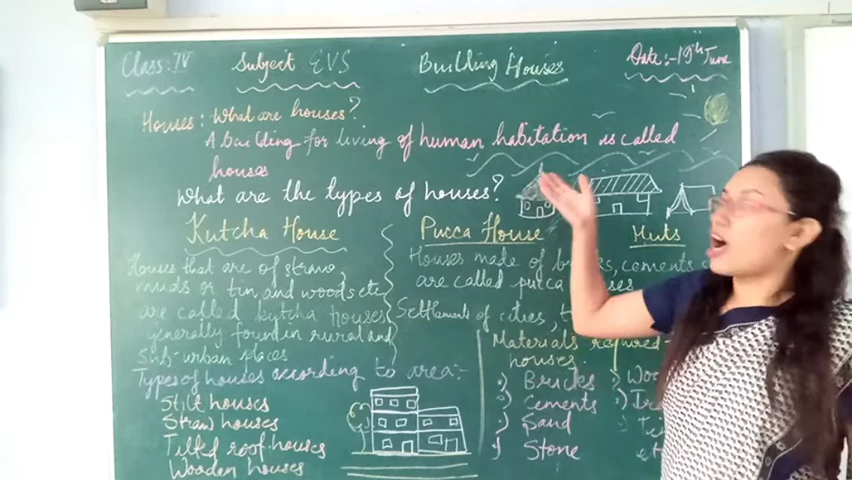 Class: IV Subject EVS Building Houses Date:-19th June
Houses: What are houses?
A building for living of human habitation is called
houses
What are the types of houses?
Kutcha House
Houses that are of straw,
muds or tin, and woods etc
are called kutcha houses
generally found in rural and
sub-urban places
Pucca House Huts
Houses made of bricks, cements
are called pucca houses
Settlements of cities,
Types of houses according to area:-
Stilt houses
Straw houses
Tilled roof houses
Wooden houses
Materials required
houses.
Bricks
Cements
Sand
Stone